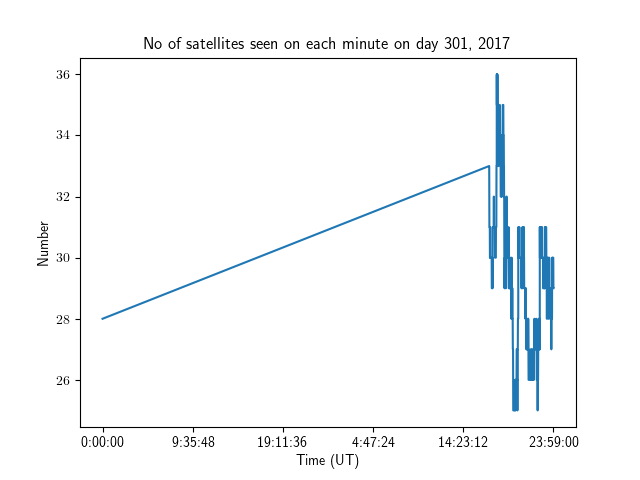 No of satellites seen on each minute on day 301, 2017
36
34
32
30
28
26
Number
0:00:00 9:35:48 19:11:36 4:47:24 14:23:12 23:59:00
Time (UT)